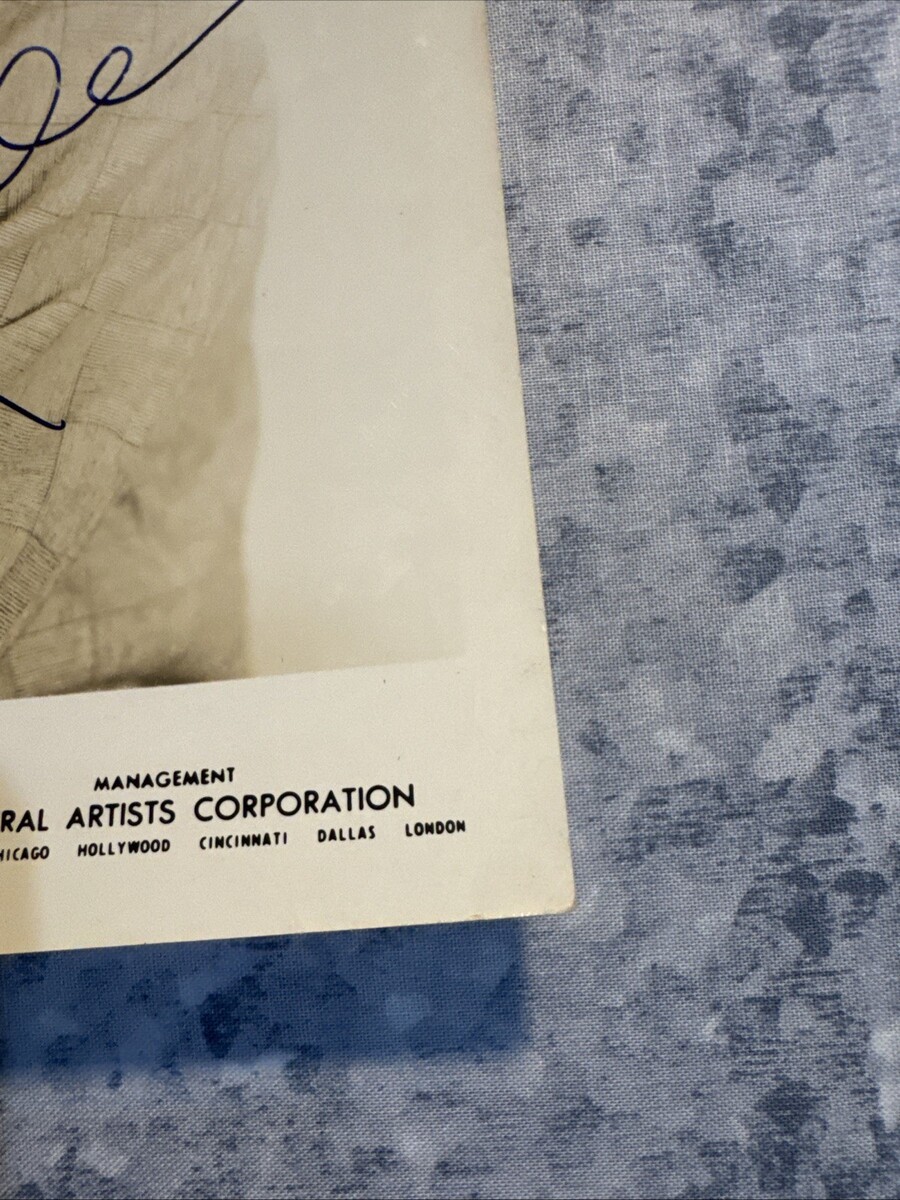 MANAGEMENT
RAL ARTISTS CORPORATION
HICAGO HOLLYWOOD CINCINNATI DALLAS LONDON